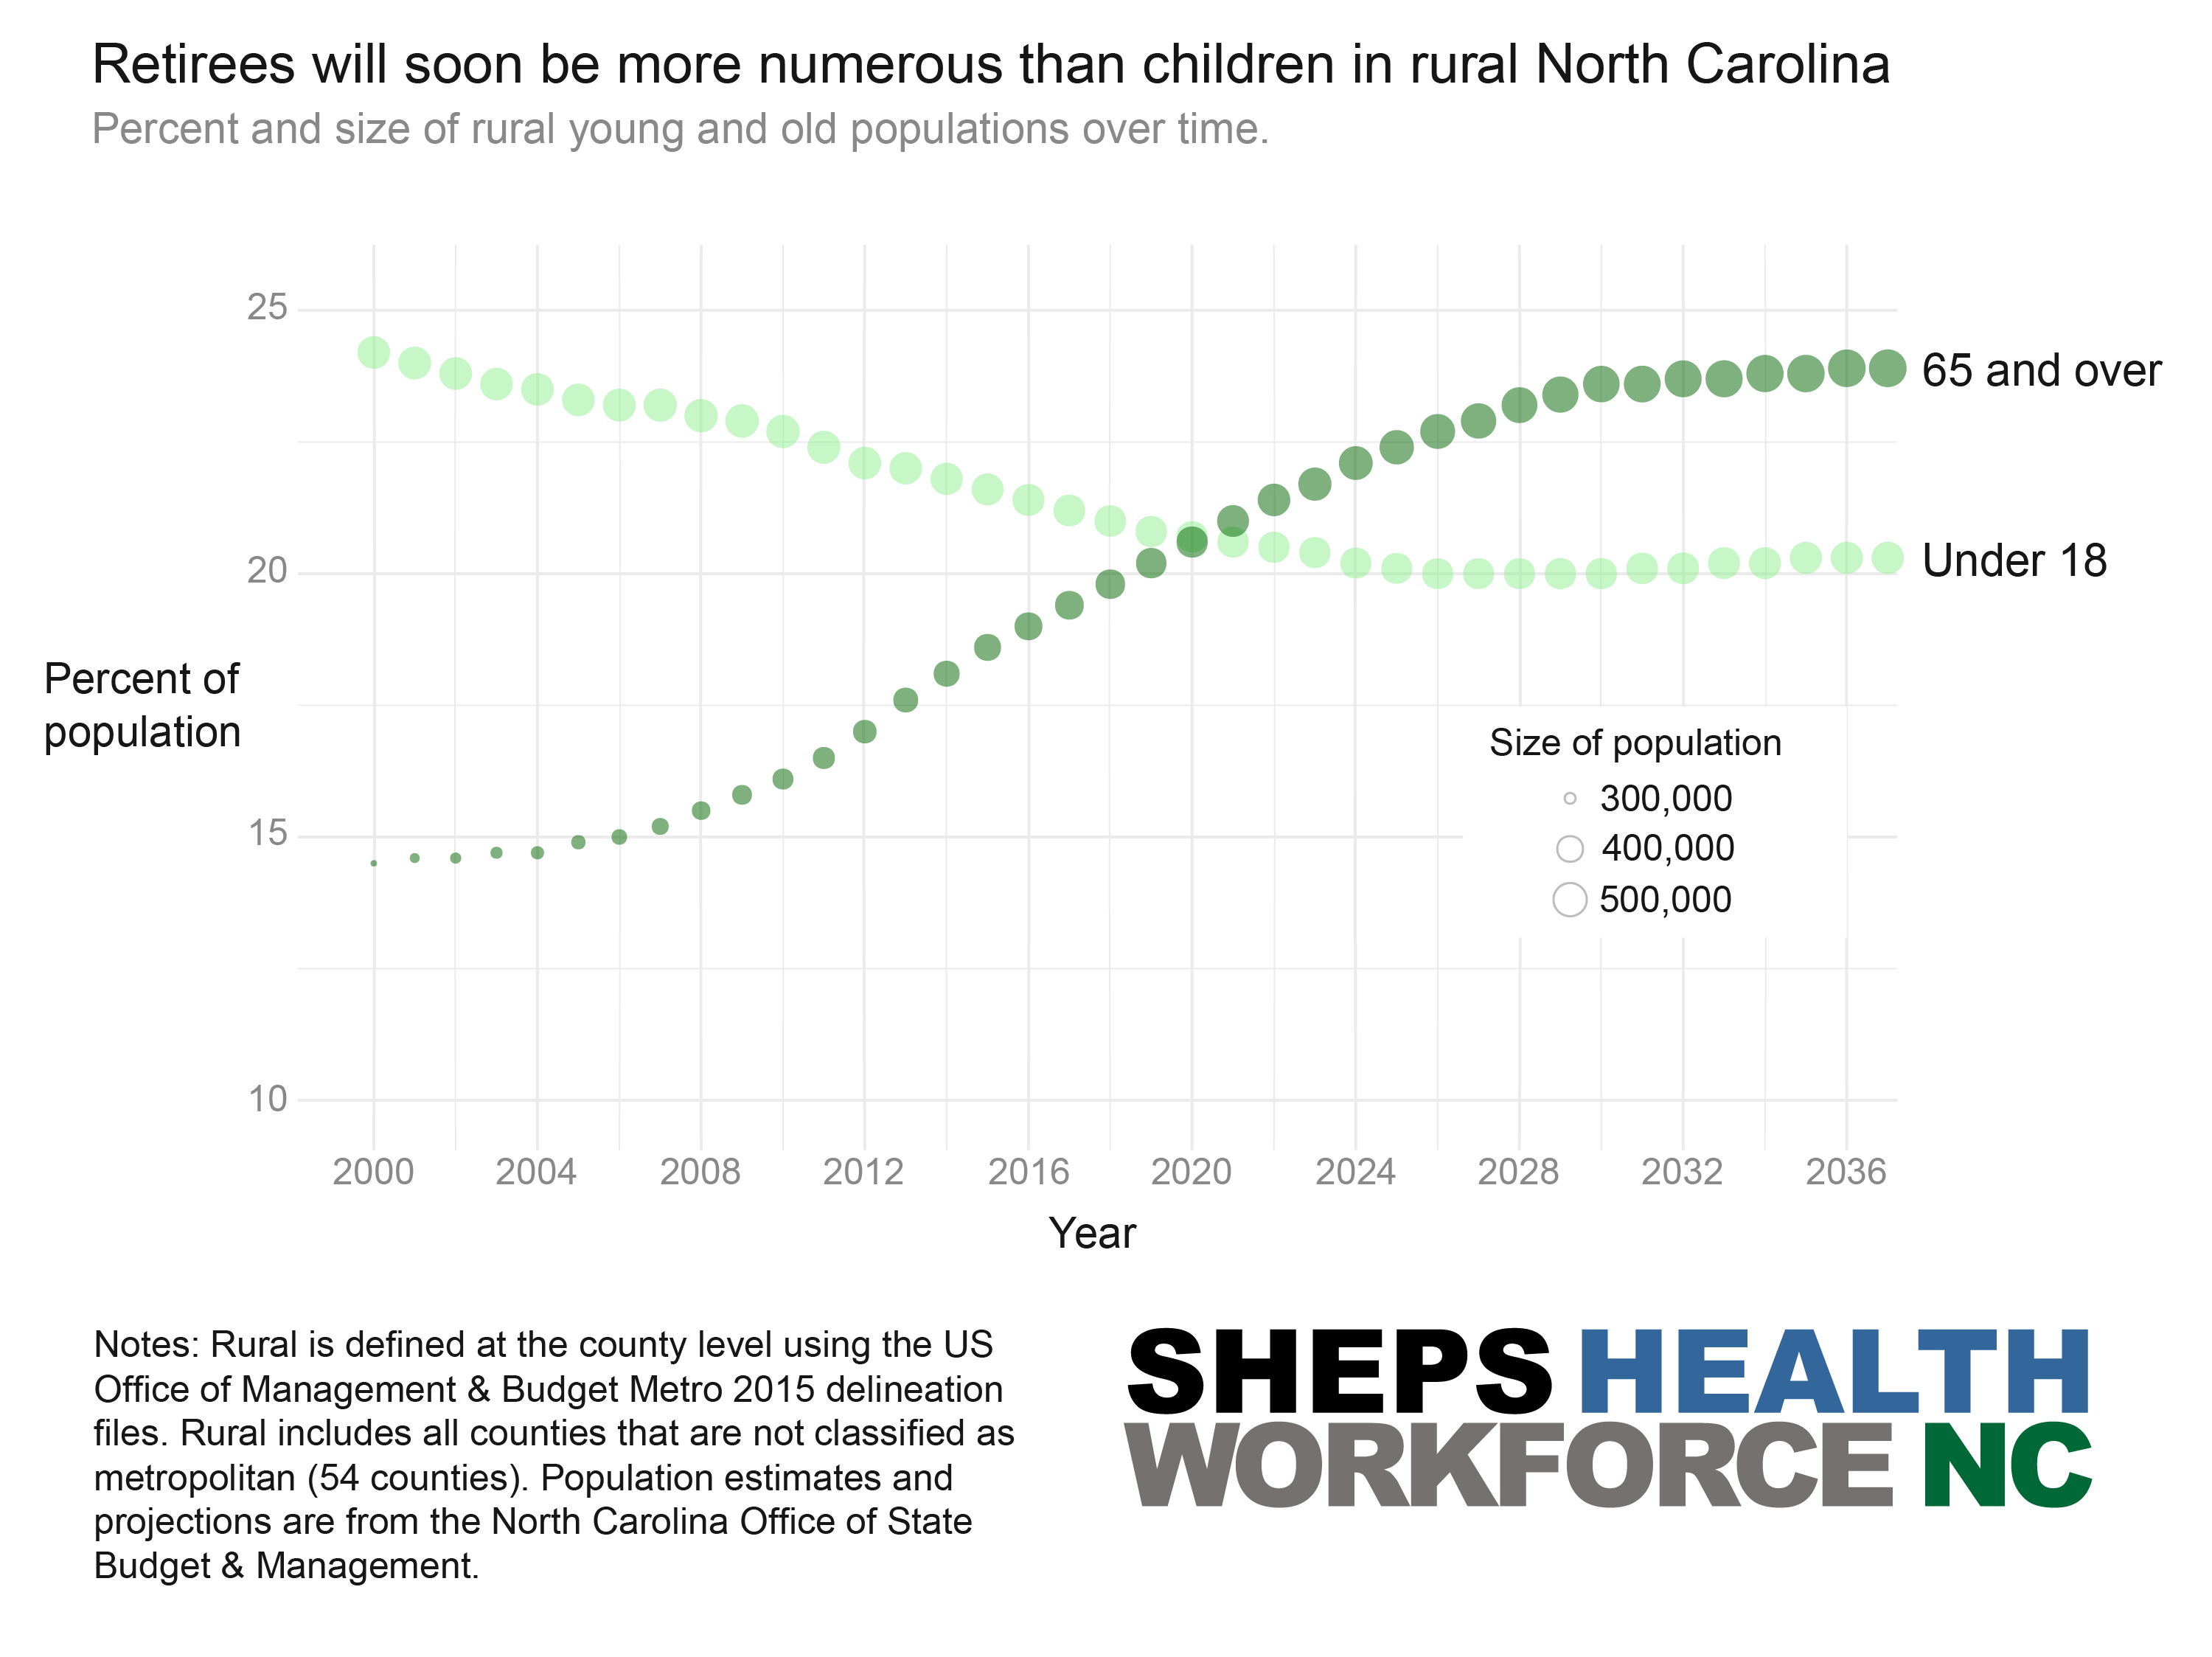 Retirees will soon be more numerous than children in rural North Carolina
Percent and size of rural young and old populations over time.
25
20
15
10
Percent of
population
65 and over
Under 18
Size of population
300,000
400,000
500,000
2000 2004 2008 2012 2016 2020 2024 2028 2032 2036
Year
Notes: Rural is defined at the county level using the US
Office of Management & Budget Metro 2015 delineation
files. Rural includes all counties that are not classified as
metropolitan (54 counties). Population estimates and
projections are from the North Carolina Office of State
Budget & Management.
SHEPS HEALTH
WORKFORCE NC